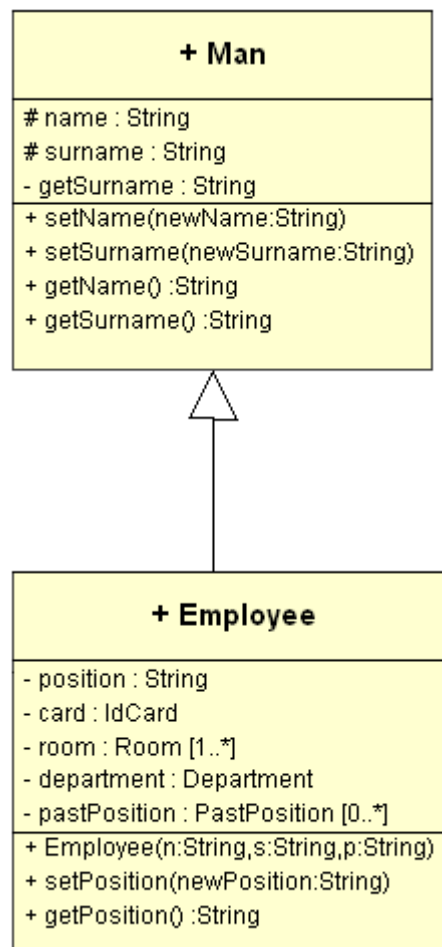 + Man
# name : String
# surname : String
- getSurname : String
+ setName(newName:String)
+ setSurname(newSurname:String)
+ getName() :String
+ getSurname() :String
+ Employee
- position : String
- card : IdCard
- room : Room [1..*]
- department : Department
- pastPosition : PastPosition [0..*]
+ Employee(n:String,s:String,p:String)
+ setPosition(newPosition:String)
+ getPosition() :String